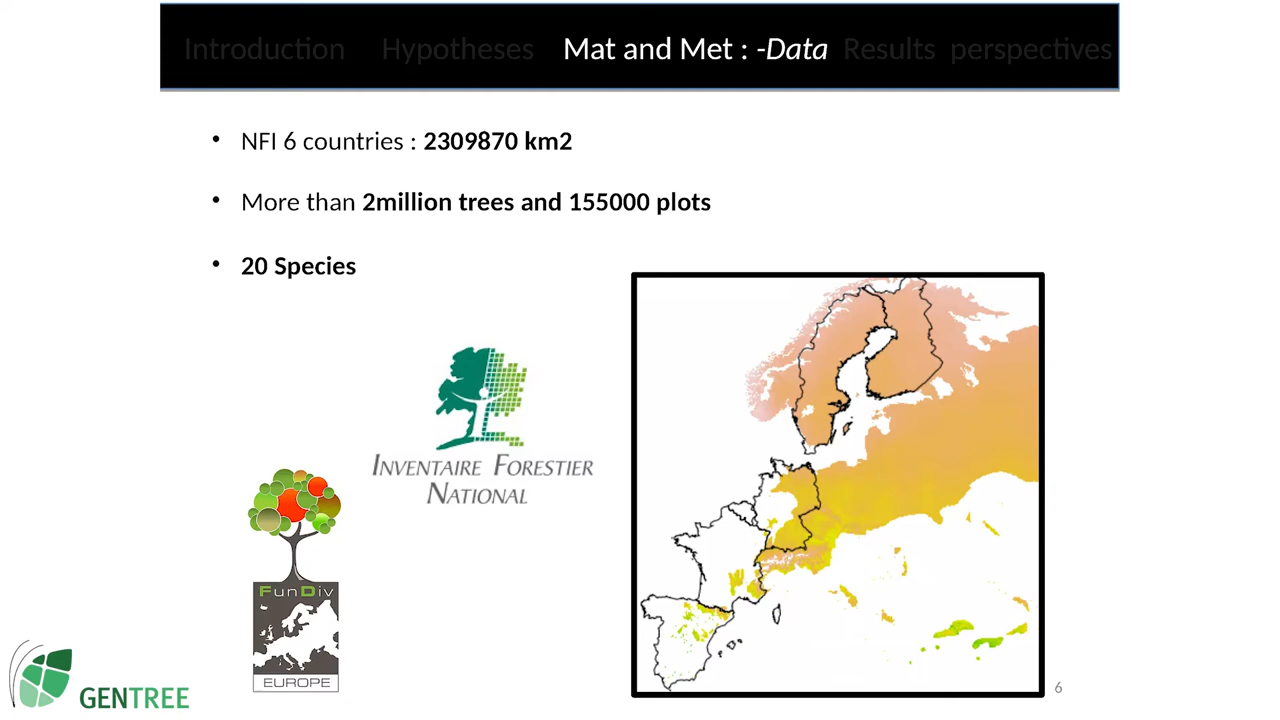 Introduction Hypotheses Mat and Met : -Data Results perspectives
• NFI 6 countries : 2309870 km2
• More than 2million trees and 155000 plots
• 20 Species
INVENTAIRE FORESTIER
NATIONAL
FunDiv
EUROPE
GENTREE
6